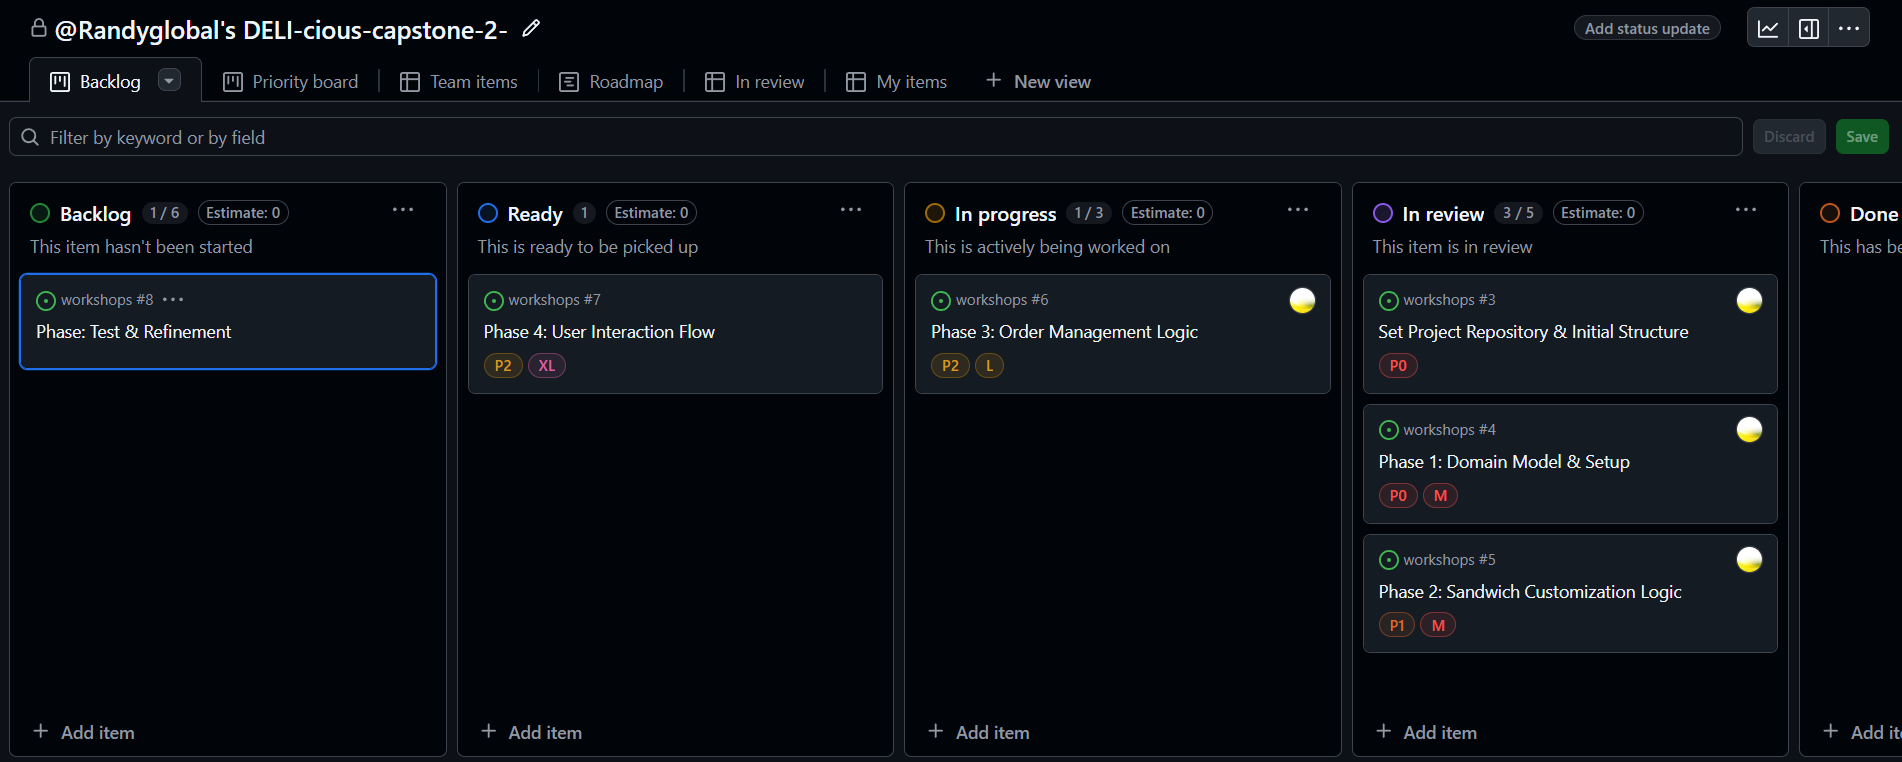 @Randyglobal's DELI-cious-capstone-2-
Add status update
Backlog
Priority board
Team items
Roadmap
In review
My items
New view
Filter by keyword or by field
Discard
Save
Backlog 1 / 6 Estimate: 0
This item hasn't been started
workshops #8
Phase: Test & Refinement
Add item
Ready 1 Estimate: 0
This is ready to be picked up
workshops #7
Phase 4: User Interaction Flow
P2 XL
Add item
In progress 1 / 3 Estimate: 0
This is actively being worked on
workshops #6
Phase 3: Order Management Logic
P2 L
Add item
In review 3 / 5 Estimate: 0
This item is in review
workshops #3
Set Project Repository & Initial Structure
P0
workshops #4
Phase 1: Domain Model & Setup
P0 M
workshops #5
Phase 2: Sandwich Customization Logic
P1 M
Add item
Done
This has be
Add it